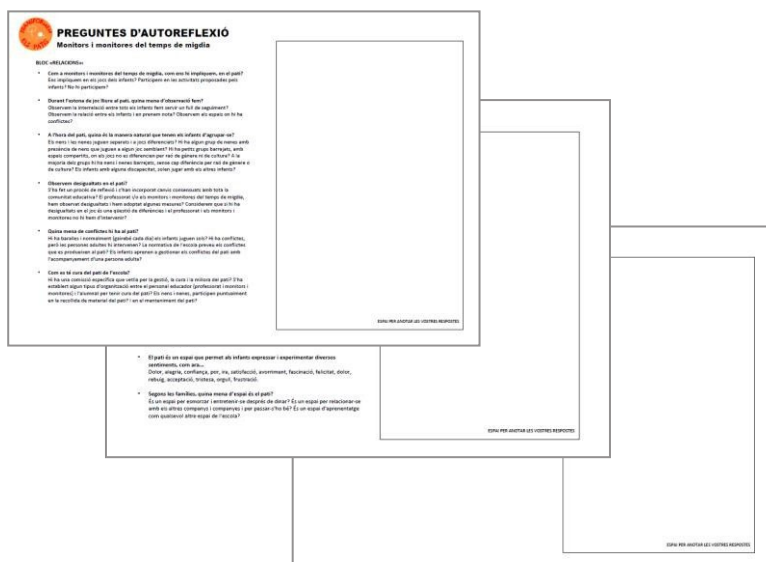 TRANSFORMEM
ELS PATIS
PREGUNTES D'AUTOREFLEXIÓ
Monitors i monitores del temps de migdia
BLOC «RELACIONS»:
• Com a monitors i monitores del temps de migdia, com ens hi impliquem, en el pati?
Ens impliquem en els jocs dels infants? Participem en les activitats proposades pels
infants? No hi participem?
• Durant l'estona de joc lliure al pati, quina mena d'observació fem?
Observem la interrelació entre tots els infants fem servir un full de seguiment?
Observem la relació entre els infants i en prenem nota? Observem els espais on hi ha
conflictes?
• A l'hora del pati, quina és la manera natural que tenen els infants d'agrupar-se?
Els nens i les nenes juguen separats i a jocs diferenciats? Hi ha algun grup de nenes amb
presència de nens que juguen a algun joc semblant? Hi ha petits grups barrejats, amb
espais compartits, on els jocs no es diferencien per raó de gènere ni de cultura? A la
majoria dels grups hi ha nens i nenes barrejats, sense cap diferència per raó de gènere o
de cultura? Els infants amb alguna discapacitat, solen jugar amb els altres infants?
• Observem desigualtats en el pati?
S'ha fet un procés de reflexió i s'han incorporat canvis consensuats amb tota la
comunitat educativa? El professorat i/o els monitors i monitores del temps de migdia,
hem observat desigualtats i hem adoptat algunes mesures? Considerem que si hi ha
desigualtats en el joc és una qüestió de diferències i el professorat i els monitors i
monitores no hi hem d'intervenir?
• Quina mena de conflictes hi ha al pati?
Hi ha baralles i normalment (gairebé cada dia) els infants juguen sols? Hi ha conflictes,
però les persones adultes hi intervenen? La normativa de l'escola preveu els conflictes
que es produeixen al pati? Els infants aprenen a gestionar els conflictes del pati amb
l'acompanyament d'una persona adulta?
• Com es té cura del pati de l'escola?
Hi ha una comissió específica que vetlla per la gestió, la cura i la millora del pati? S'ha
establert algun tipus d'organització entre el personal educador (professorat i monitors i
monitores) i l'alumnat per tenir cura del pati? Els nens i nenes, participen puntualment
en la recollida de material del pati? i en el manteniment del pati?
ESPAI PER ANOTAR LES VOSTRES RESPOSTES
• El pati és un espai que permet als infants expressar i experimentar diversos
sentiments, com ara...
Dolor, alegria, confiança, por, ira, satisfacció, avorriment, fascinació, felicitat, dolor,
rebuig, acceptació, tristesa, orgull, frustració.
• Segons les famílies, quina mena d'espai és el pati?
És un espai per esmorzar i entretenir-se després de dinar? És un espai per relacionar-se
amb els altres companys i companyes i per passar-s'ho bé? És un espai d'aprenentatge
com qualsevol altre espai de l'escola?
ESPAI PER ANOTAR LES VOSTRES RESPOSTES
ESPAI PER ANOTAR LES VOSTRES RESPOSTES